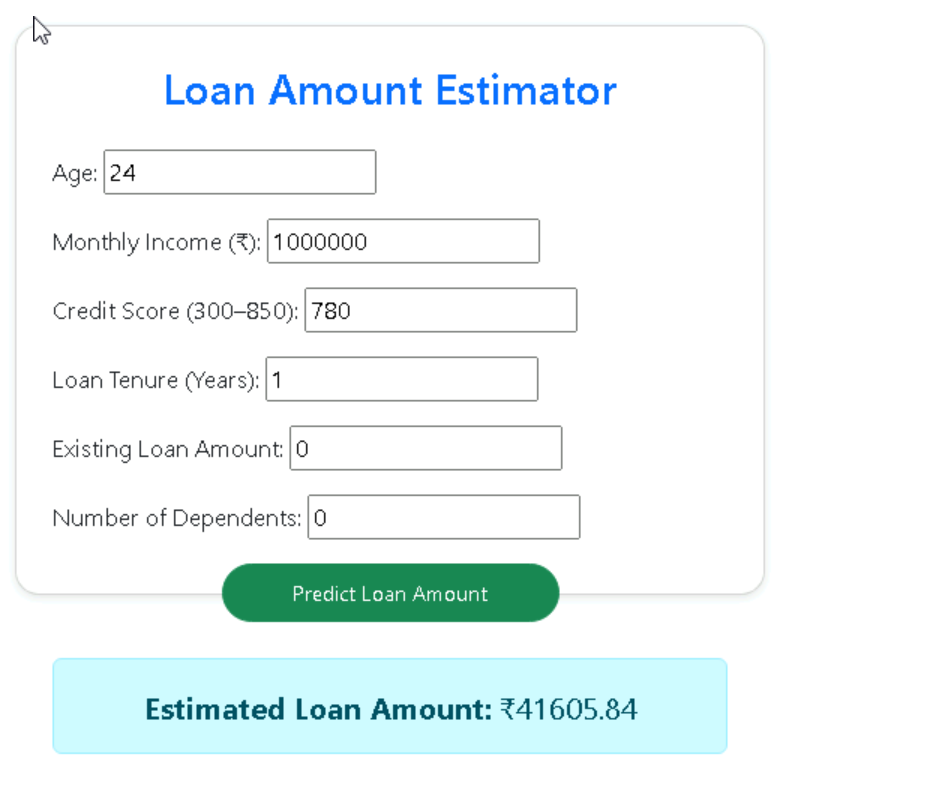 Loan Amount Estimator
Age: 24
Monthly Income (₹): 1000000
Credit Score (300–850): 780
Loan Tenure (Years): 1
Existing Loan Amount: 0
Number of Dependents: 0
Predict Loan Amount
Estimated Loan Amount: ₹41605.84